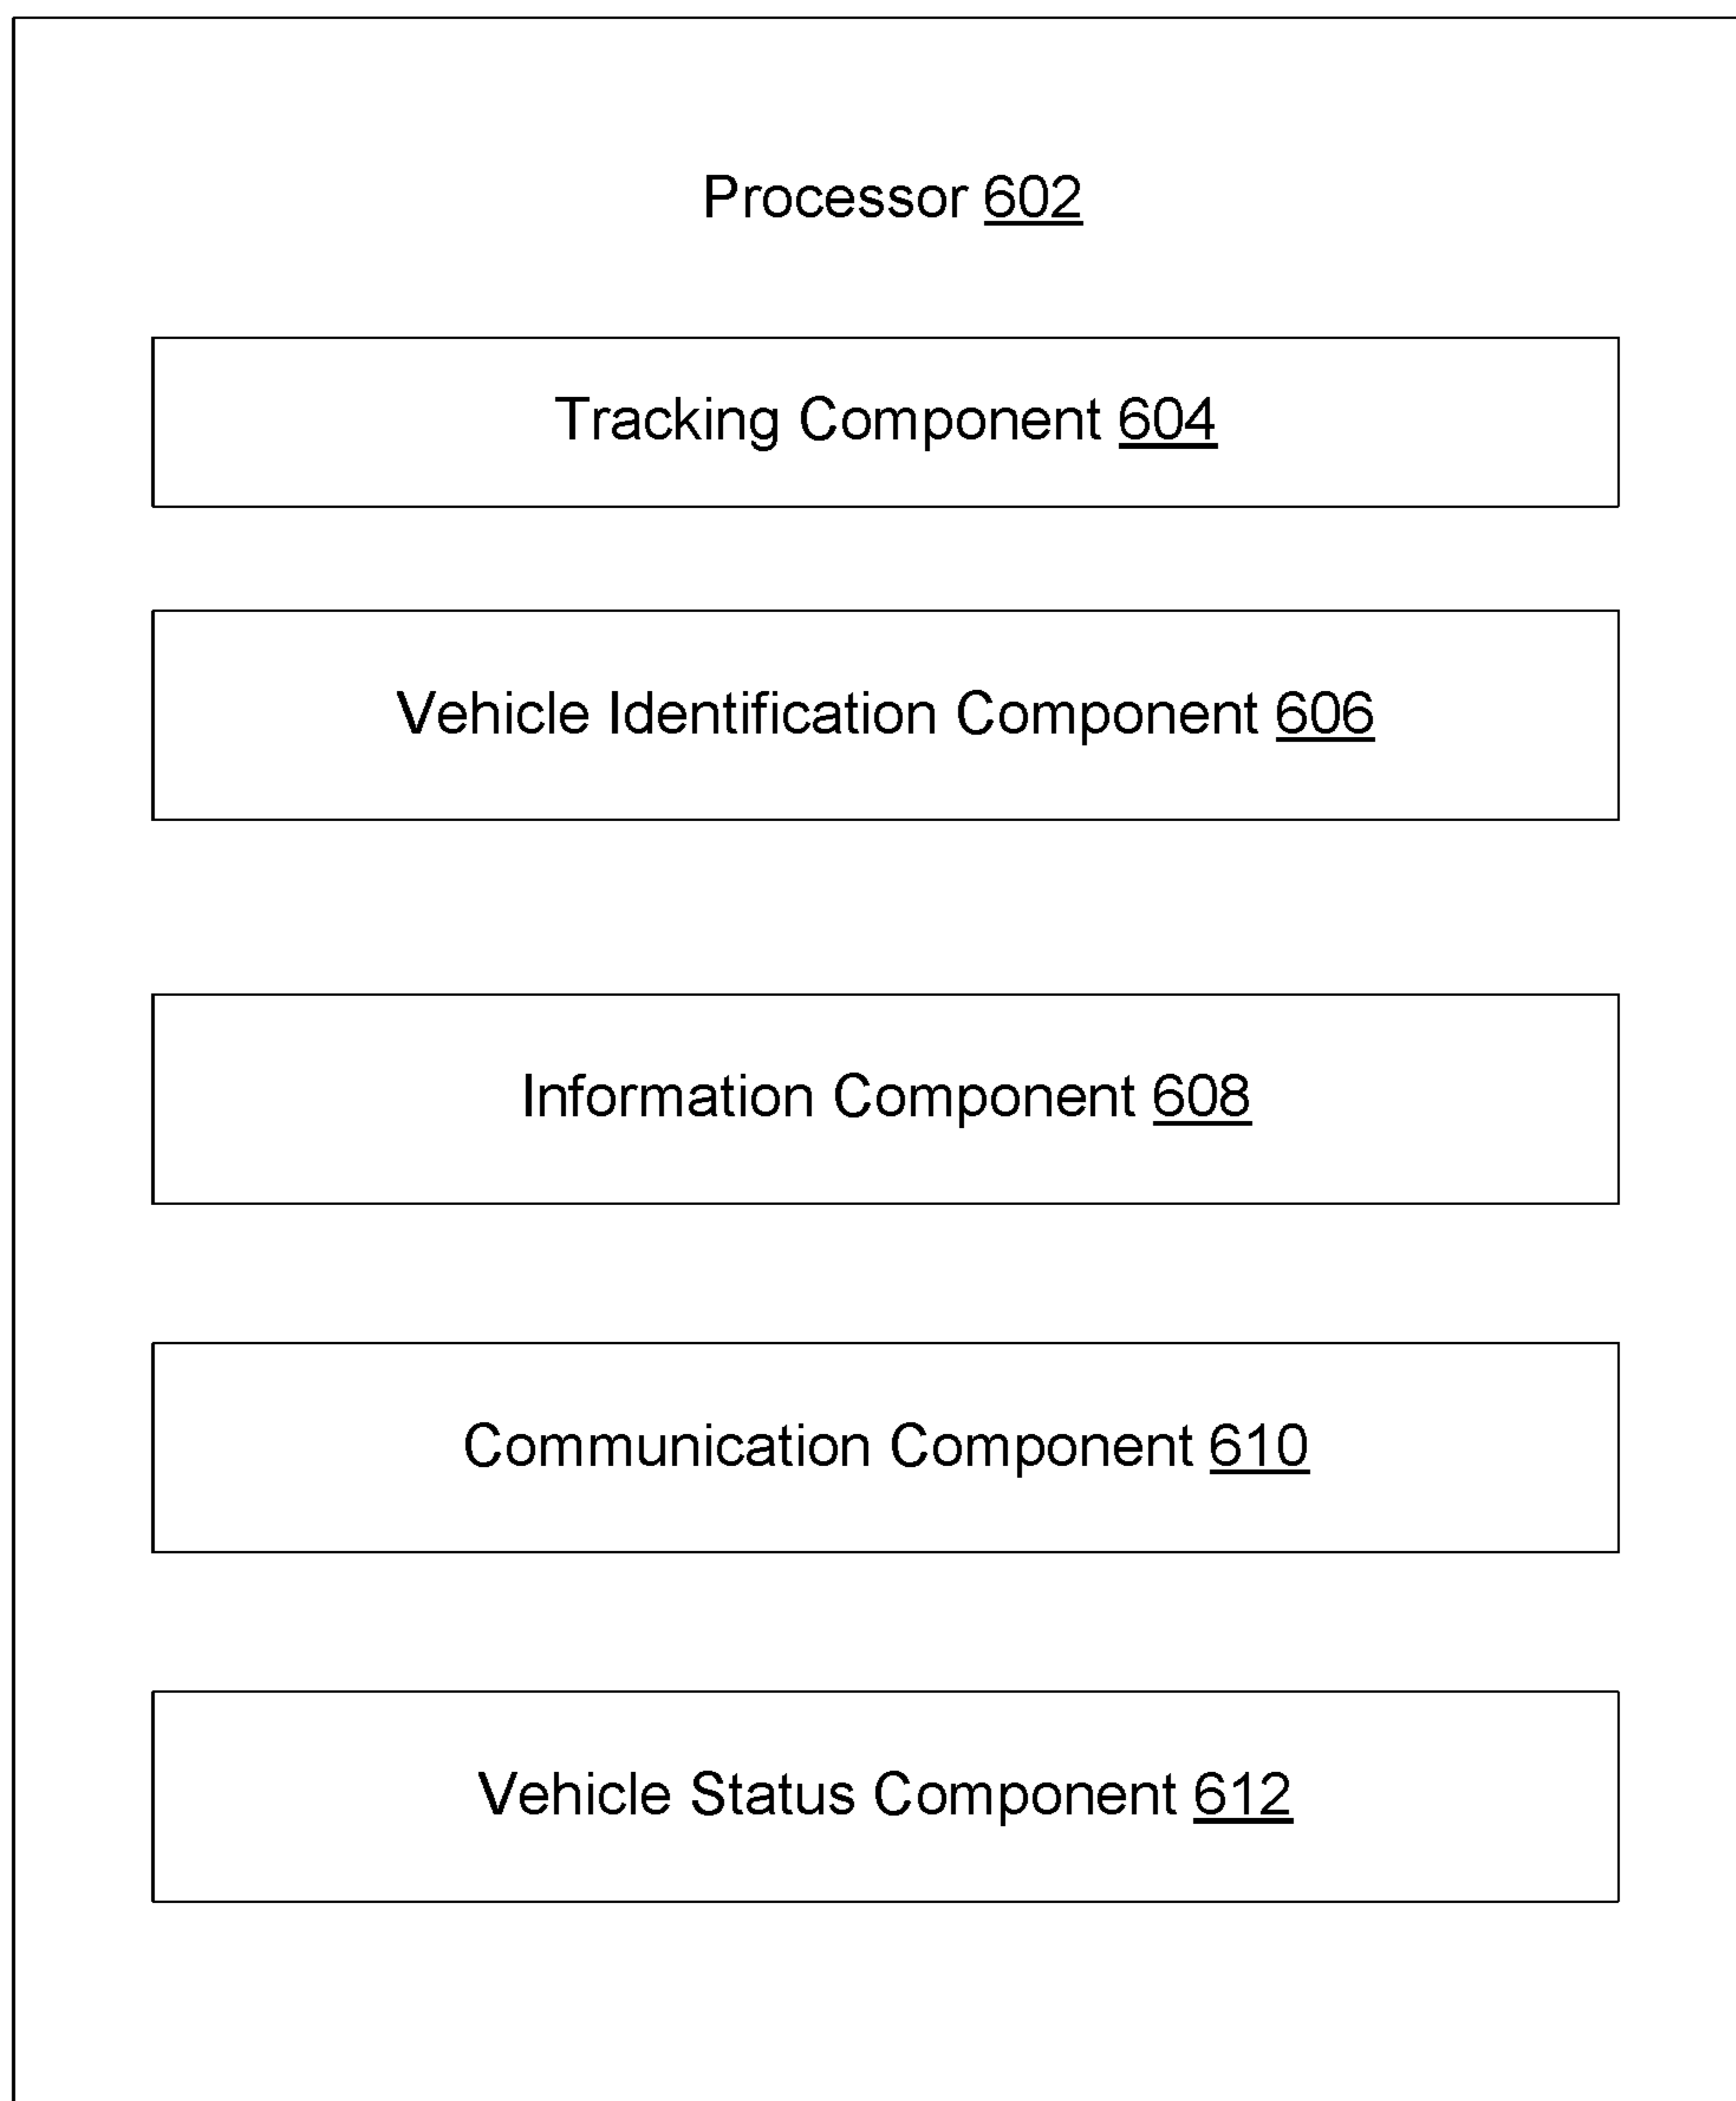 Processor 602
Tracking Component 604
Vehicle Identification Component 606
Information Component 608
Communication Component 610
Vehicle Status Component 612